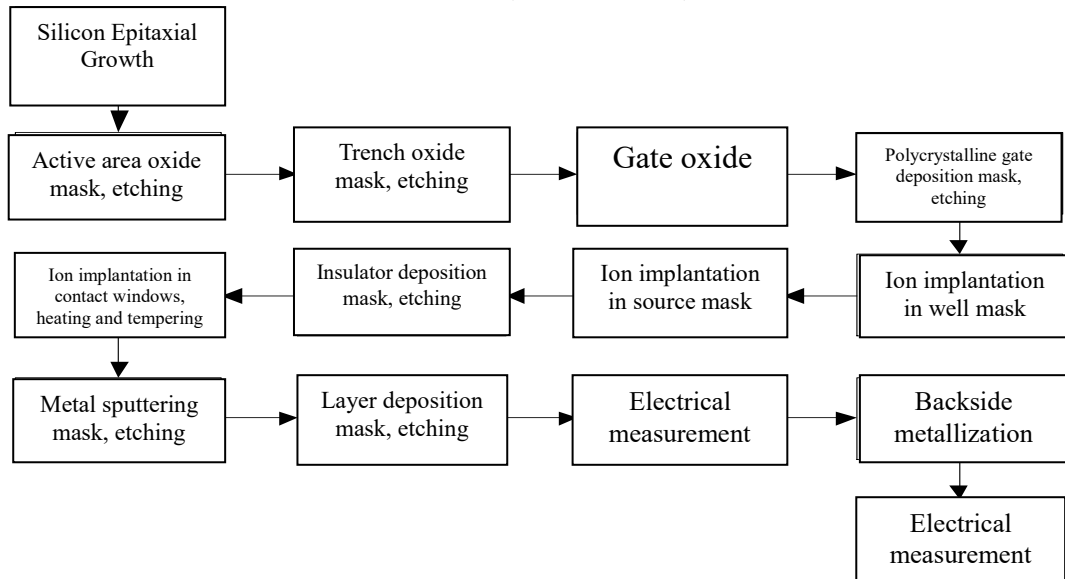 Silicon Epitaxial
Growth
Active area oxide
mask, etching
Trench oxide
mask, etching
Gate oxide
Polycrystalline gate
deposition mask,
etching
Ion implantation
in well mask
Ion implantation
in source mask
Insulator deposition
mask, etching
Ion implantation in
contact windows,
heating and tempering
Metal sputtering
mask, etching
Layer deposition
mask, etching
Electrical
measurement
Backside
metallization
Electrical
measurement